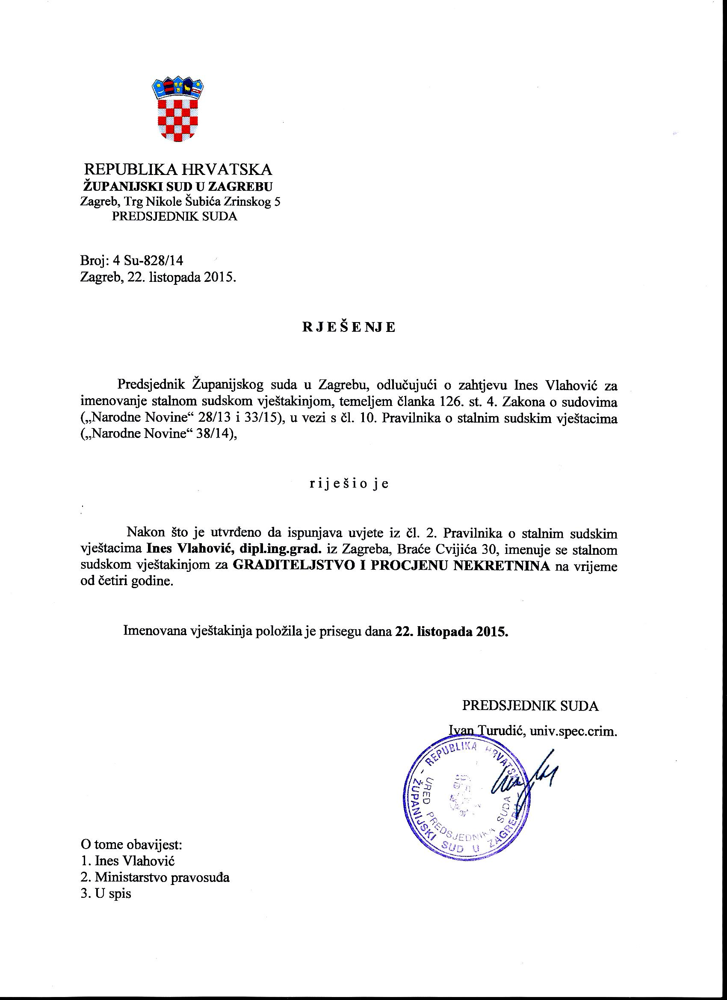 REPUBLIKA HRVATSKA
ŽUPANIJSKI SUD U ZAGREBU
Zagreb, Trg Nikole Šubića Zrinskog 5
PREDSJEDNIK SUDA
Broj: 4 Su-828/14
Zagreb, 22. listopada 2015.
R J E Š E NJ E
Predsjednik Županijskog suda u Zagrebu, odlučujući o zahtjevu Ines Vlahović za
imenovanje stalnom sudskom vještakinjom, temeljem članka 126. st. 4. Zakona o sudovima
(„Narodne Novine“ 28/13 i 33/15), u vezi s čl. 10. Pravilnika o stalnim sudskim vještacima
(„Narodne Novine“ 38/14),
r i j e š i o j e
Nakon što je utvrđeno da ispunjava uvjete iz čl. 2. Pravilnika o stalnim sudskim
vještacima Ines Vlahović, dipl.ing.grad. iz Zagreba, Braće Cvijića 30, imenuje se stalnom
sudskom vještakinjom za GRADITELJSTVO I PROCJENU NEKRETNINA na vrijeme
od četiri godine.
Imenovana vještakinja položila je prisegu dana 22. listopada 2015.
PREDSJEDNIK SUDA
Ivan Turudić, univ.spec.crim.
- REPUBLIKA HRVATSKA -
ŽUPANIJSKI SUD U ZAGREBU
URED PREDSJEDNIKA SUDA
O tome obavijest:
1. Ines Vlahović
2. Ministarstvo pravosuđa
3. U spis